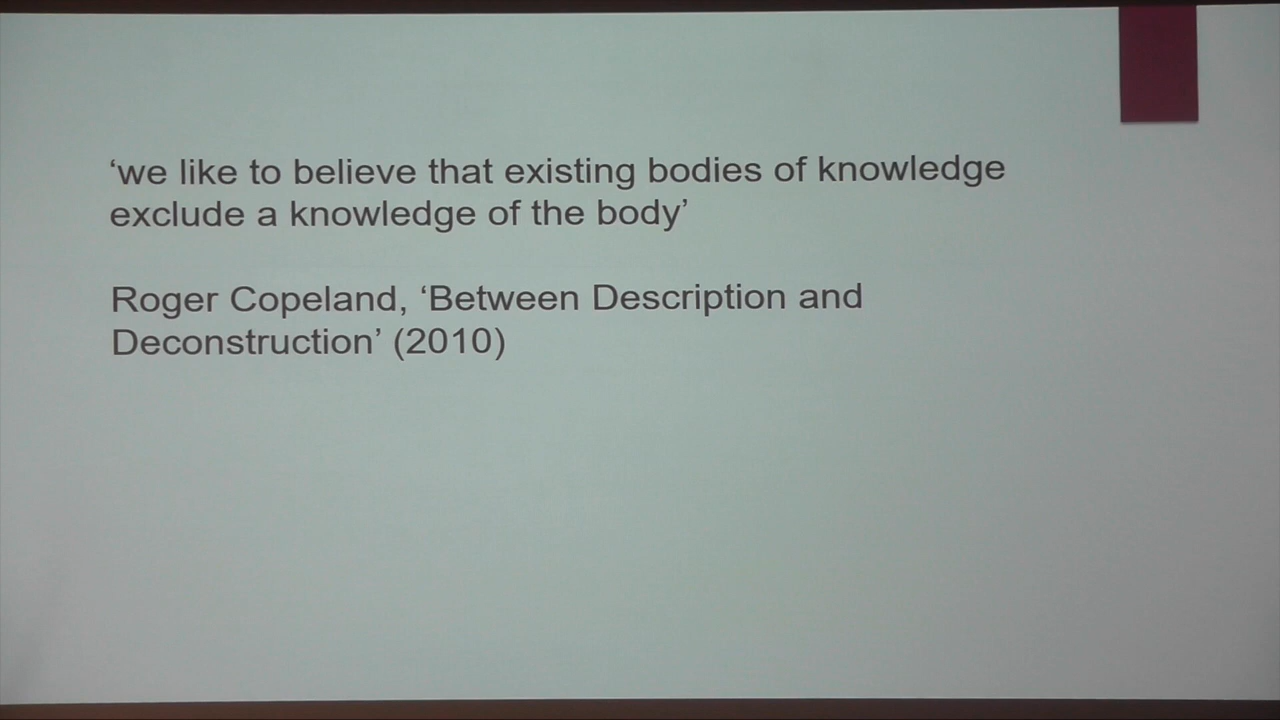 ‘we like to believe that existing bodies of knowledge
exclude a knowledge of the body’
Roger Copeland, ‘Between Description and
Deconstruction’ (2010)